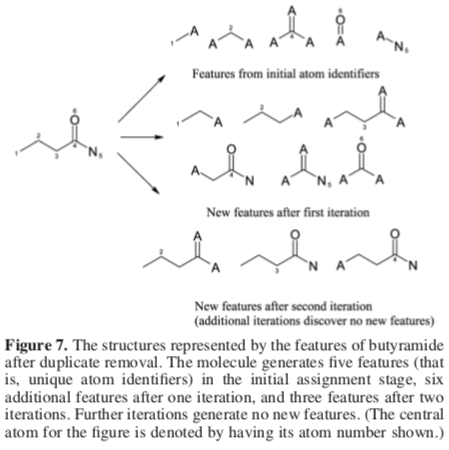 A 6
2 O
A A 4
1 A A A A A A N5
Features from initial atom identifiers
6
O
2 4
1 3 N5
2 A
1 A A A 3 A
6
O A O
A 4 N A N5 A A
New features after first iteration
2 A O O
A 3 N A 4 N
New features after second iteration
(additional iterations discover no new features)
Figure 7. The structures represented by the features of butyramide
after duplicate removal. The molecule generates five features (that
is, unique atom identifiers) in the initial assignment stage, six
additional features after one iteration, and three features after two
iterations. Further iterations generate no new features. (The central
atom for the figure is denoted by having its atom number shown.)